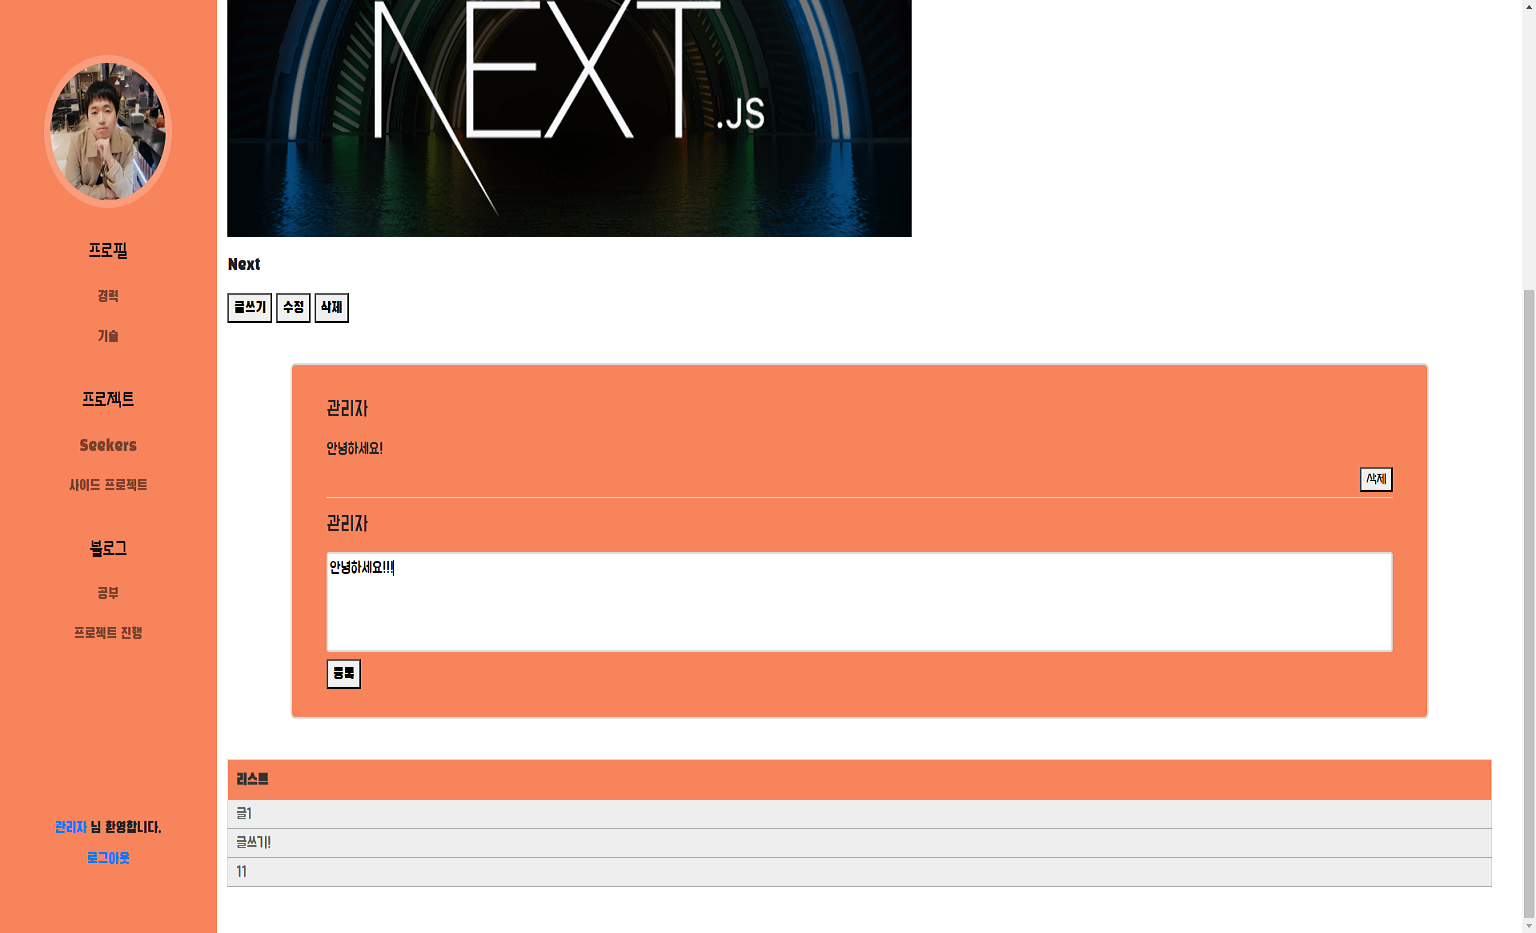 NEXT.JS
프로필
경력
기술
프로젝트
Seekers
사이드 프로젝트
블로그
공부
프로젝트 진행
관리자 님 환영합니다.
로그아웃
Next
글쓰기 수정 삭제
관리자
안녕하세요!
삭제
관리자
안녕하세요!!!
등록
리스트
글1
글쓰기!
11